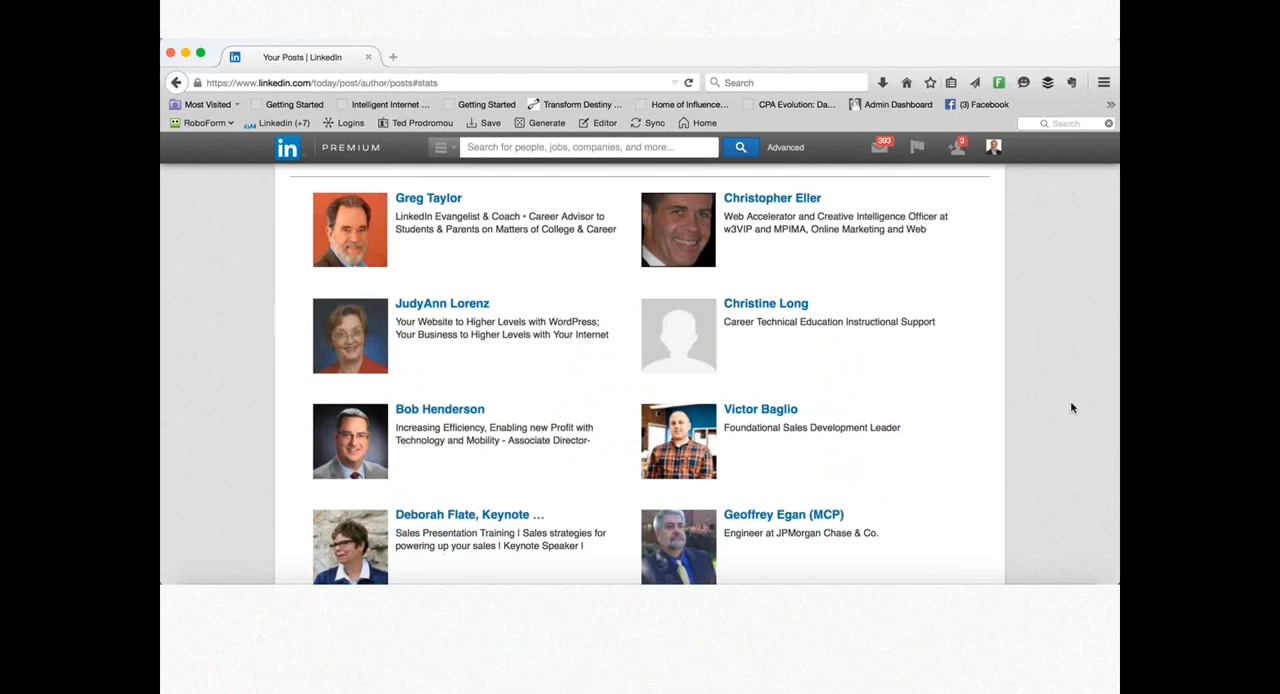 Your Posts | LinkedIn
https://www.linkedin.com/today/post/author/posts#stats
Search
Most Visited
Getting Started
Intelligent Internet ...
Getting Started
Transform Destiny ...
Home of Influence...
CPA Evolution: Da...
Admin Dashboard
(3) Facebook
RoboForm
Linkedin (+7)
Logins
Ted Prodromou
Save
Generate
Editor
Sync
Home
Search
in
PREMIUM
Search for people, jobs, companies, and more...
Advanced
393
3
Greg Taylor
LinkedIn Evangelist & Coach • Career Advisor to
Students & Parents on Matters of College & Career
Christopher Eller
Web Accelerator and Creative Intelligence Officer at
w3VIP and MPIMA, Online Marketing and Web
JudyAnn Lorenz
Your Website to Higher Levels with WordPress;
Your Business to Higher Levels with Your Internet
Christine Long
Career Technical Education Instructional Support
Bob Henderson
Increasing Efficiency, Enabling new Profit with
Technology and Mobility - Associate Director-
Victor Baglio
Foundational Sales Development Leader
Deborah Flate, Keynote ...
Sales Presentation Training | Sales strategies for
powering up your sales | Keynote Speaker |
Geoffrey Egan (MCP)
Engineer at JPMorgan Chase & Co.